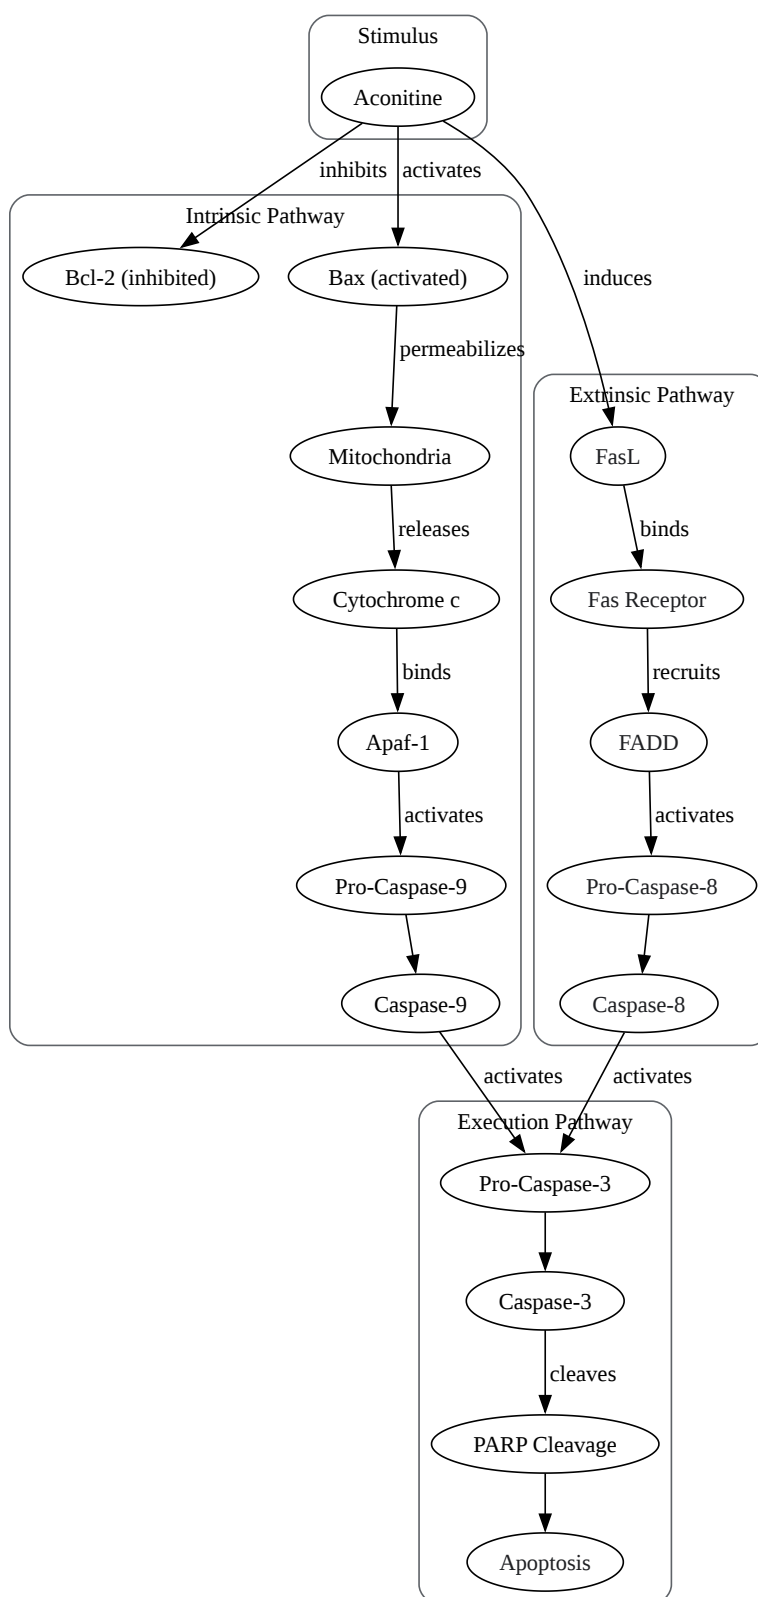 Stimulus
Aconitine
inhibits
activates
Intrinsic Pathway
Bcl-2 (inhibited)
Bax (activated)
induces
permeabilizes
Extrinsic Pathway
Mitochondria
FasL
releases
binds
Cytochrome c
Fas Receptor
binds
recruits
Apaf-1
FADD
activates
activates
Pro-Caspase-9
Pro-Caspase-8
Caspase-9
Caspase-8
activates
activates
Execution Pathway
Pro-Caspase-3
Caspase-3
cleaves
PARP Cleavage
Apoptosis